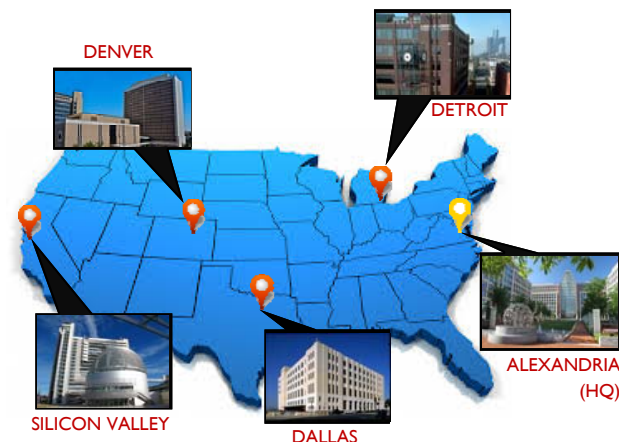 DENVER
DETROIT
ALEXANDRIA
(HQ)
SILICON VALLEY
DALLAS